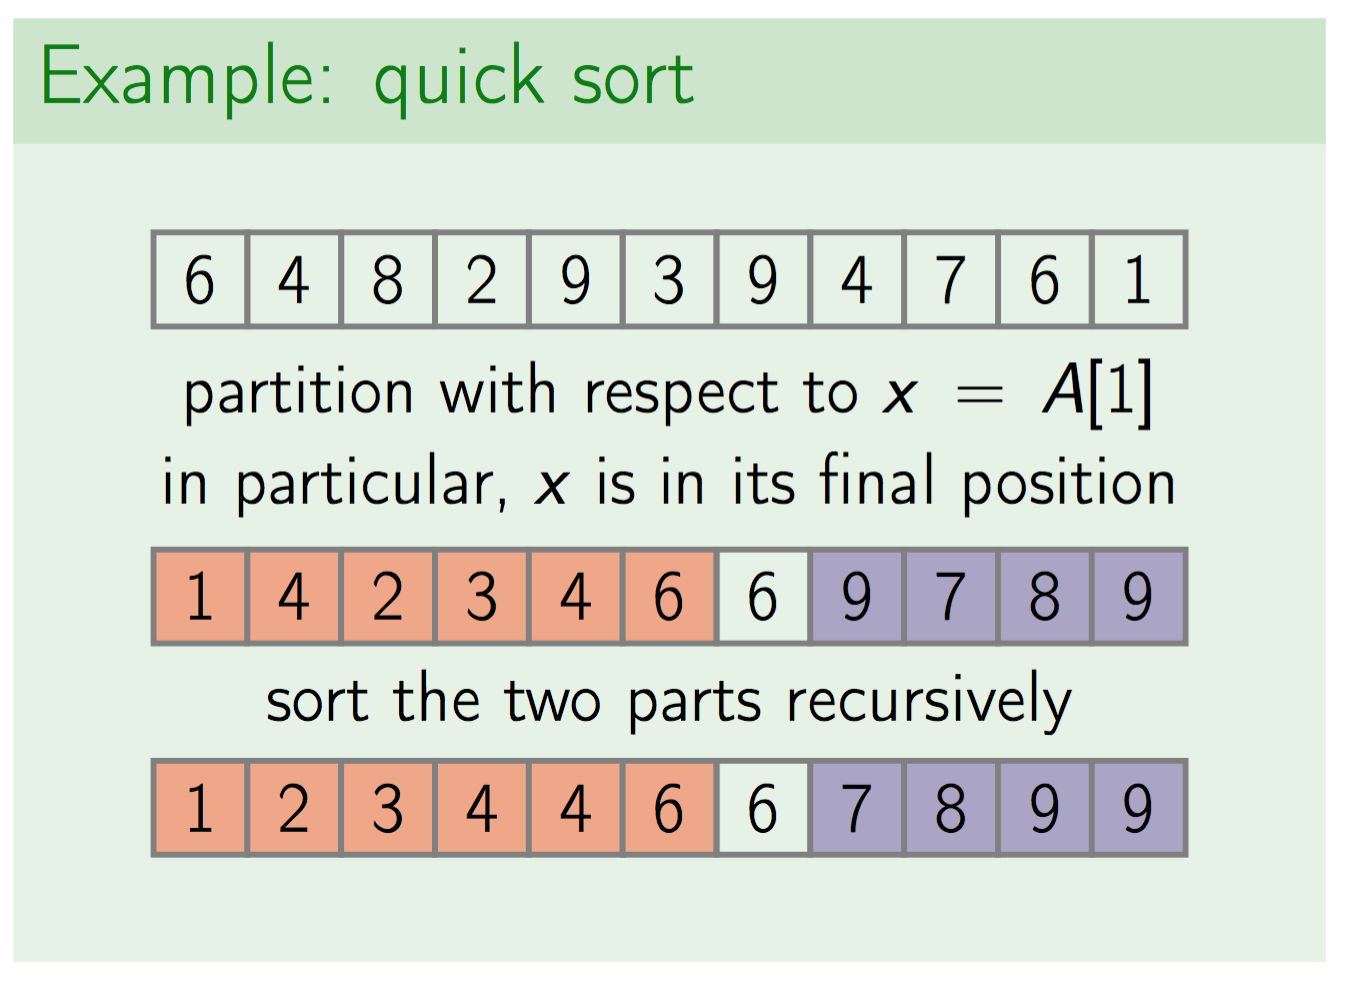 Example: quick sort
6 4 8 2 9 3 9 4 7 6 1
partition with respect to x = A[1]
in particular, x is in its final position
1 4 2 3 4 6 6 9 7 8 9
sort the two parts recursively
1 2 3 4 4 6 6 7 8 9 9